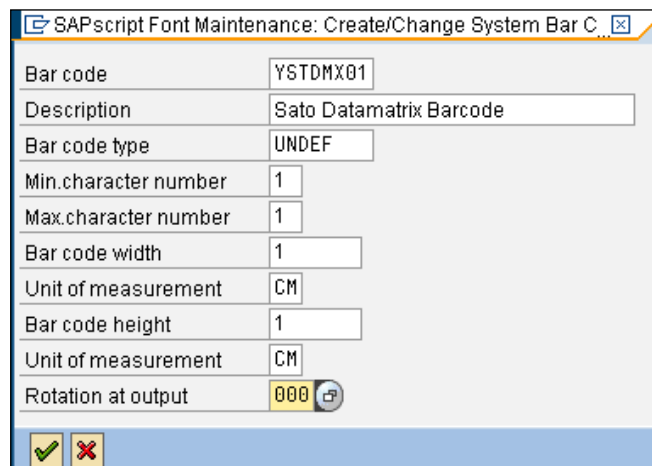 SAPscript Font Maintenance: Create/Change System Bar C...
Bar code YSTDMX01
Description Sato Datamatrix Barcode
Bar code type UNDEF
Min.character number 1
Max.character number 1
Bar code width 1
Unit of measurement CM
Bar code height 1
Unit of measurement CM
Rotation at output 000